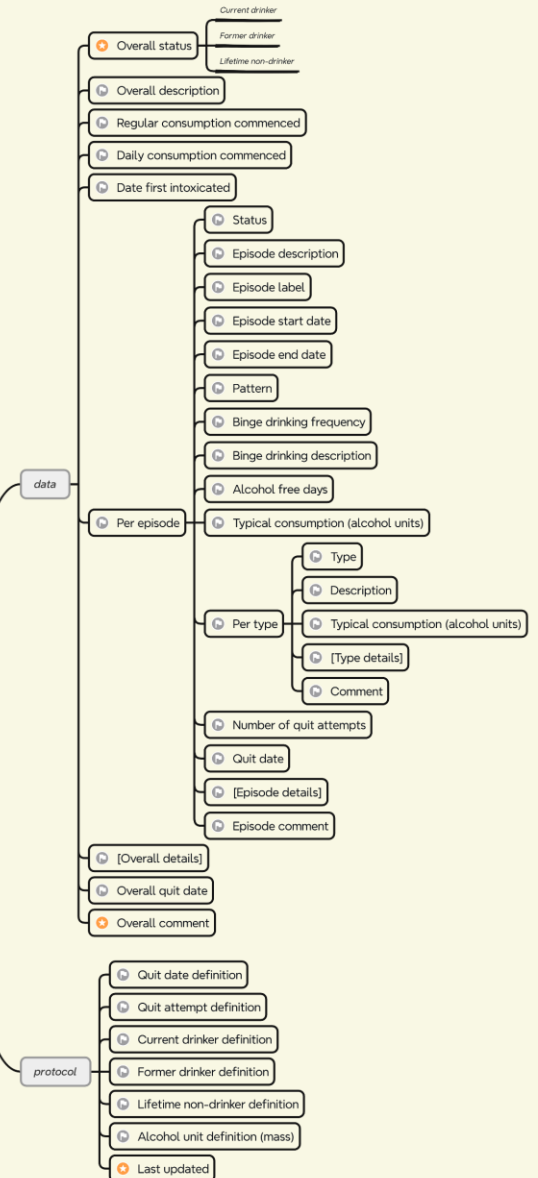 Current drinker
Overall status
Former drinker
Lifetime non-drinker
Overall description
Regular consumption commenced
Daily consumption commenced
Date first intoxicated
Status
Episode description
Episode label
Episode start date
Episode end date
Pattern
Binge drinking frequency
Binge drinking description
Alcohol free days
data
Per episode
Typical consumption (alcohol units)
Type
Description
Per type
Typical consumption (alcohol units)
[Type details]
Comment
Number of quit attempts
Quit date
[Episode details]
Episode comment
[Overall details]
Overall quit date
Overall comment
Quit date definition
Quit attempt definition
Current drinker definition
protocol
Former drinker definition
Lifetime non-drinker definition
Alcohol unit definition (mass)
Last updated